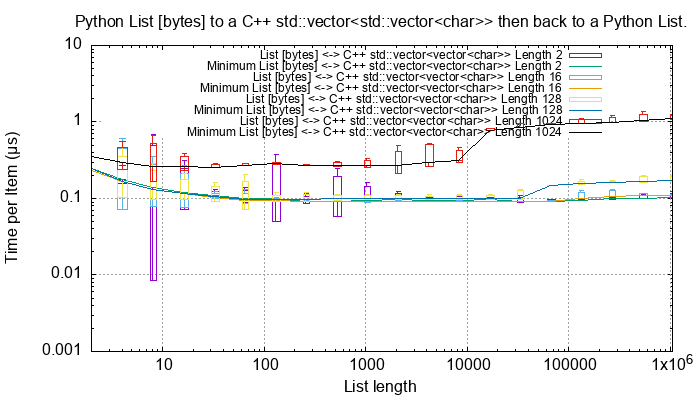 Python List [bytes] to a C++ std::vector<std::vector<char>> then back to a Python List.
List [bytes] <-> C++ std::vector<vector<char>> Length 2
Minimum List [bytes] <-> C++ std::vector<vector<char>> Length 2
List [bytes] <-> C++ std::vector<vector<char>> Length 16
Minimum List [bytes] <-> C++ std::vector<vector<char>> Length 16
List [bytes] <-> C++ std::vector<vector<char>> Length 128
Minimum List [bytes] <-> C++ std::vector<vector<char>> Length 128
List [bytes] <-> C++ std::vector<vector<char>> Length 1024
Minimum List [bytes] <-> C++ std::vector<vector<char>> Length 1024
Time per Item (µs)
10
1
0.1
0.01
0.001
10 100 1000 10000 100000 1x10⁶
List length